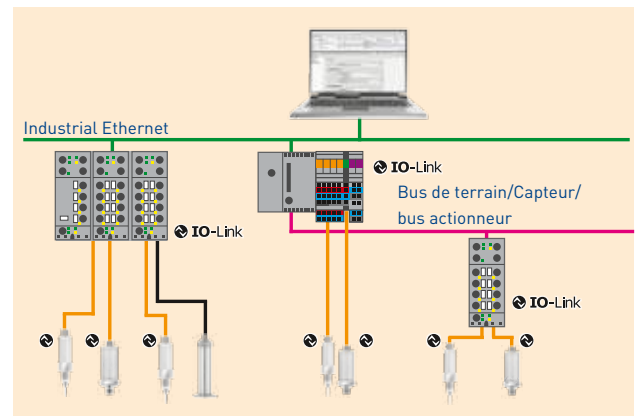 Industrial Ethernet
IO-Link
Bus de terrain/Capteur/
bus actionneur
IO-Link
IO-Link